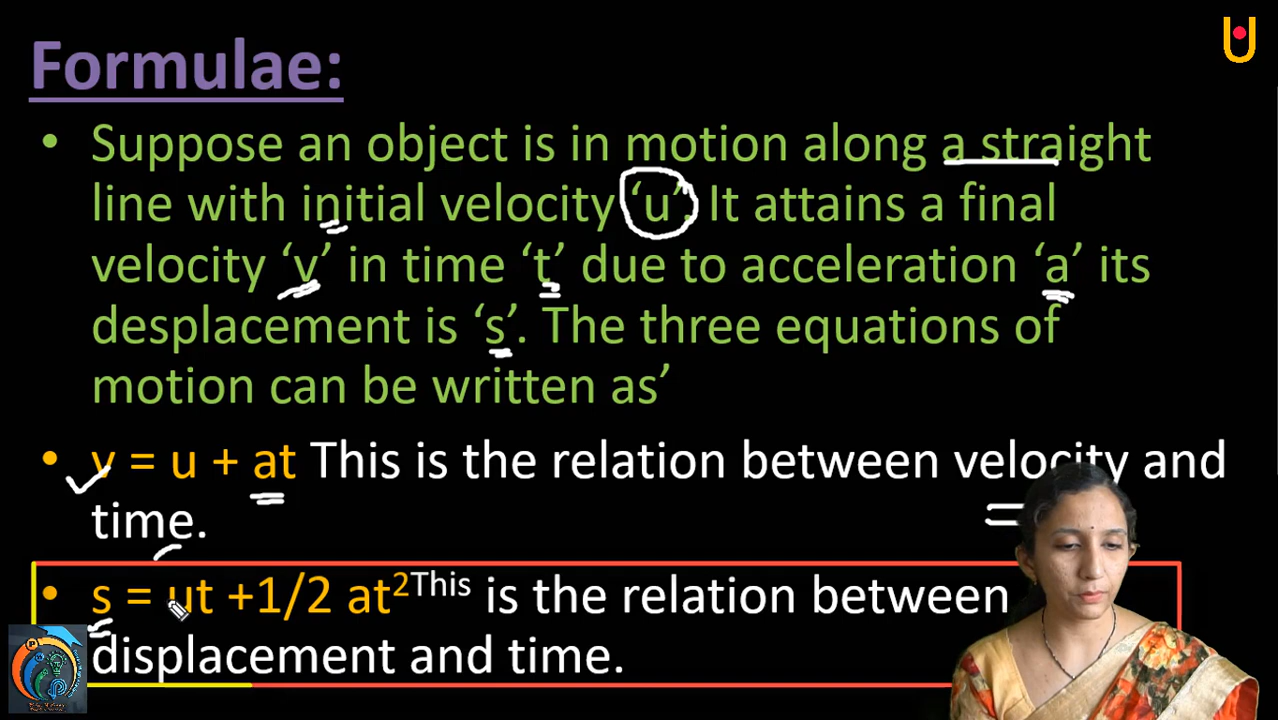 Formulae:
• Suppose an object is in motion along a straight
line with initial velocity ‘u’. It attains a final
velocity ‘v’ in time ‘t’ due to acceleration ‘a’ its
desplacement is ‘s’. The three equations of
motion can be written as’
• v = u + at This is the relation between velocity and
time.
• s = ut +1/2 at²This is the relation between
displacement and time.